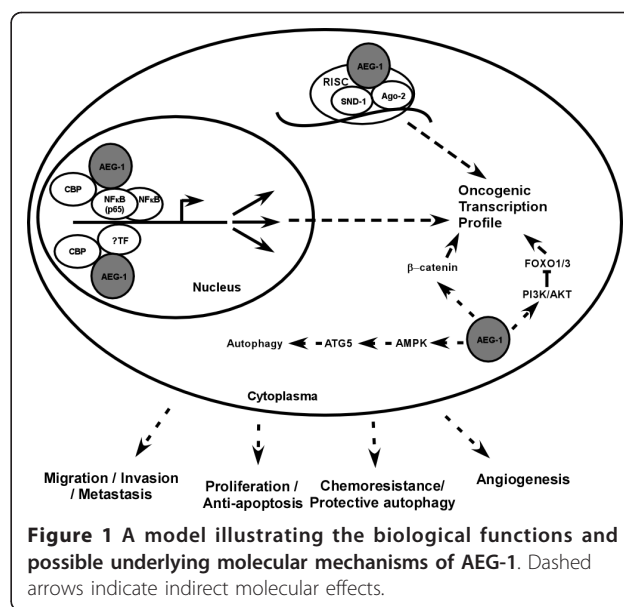 AEG-1
RISC
SND-1
Ago-2
AEG-1
CBP
NFκB
(p65)
NFκB
?TF
CBP
AEG-1
Nucleus
Oncogenic
Transcription
Profile
β–catenin
FOXO1/3
PI3K/AKT
AEG-1
Autophagy
ATG5
AMPK
Cytoplasma
Migration / Invasion
/ Metastasis
Proliferation /
Anti-apoptosis
Chemoresistance/
Protective autophagy
Angiogenesis
Figure 1 A model illustrating the biological functions and
possible underlying molecular mechanisms of AEG-1. Dashed
arrows indicate indirect molecular effects.